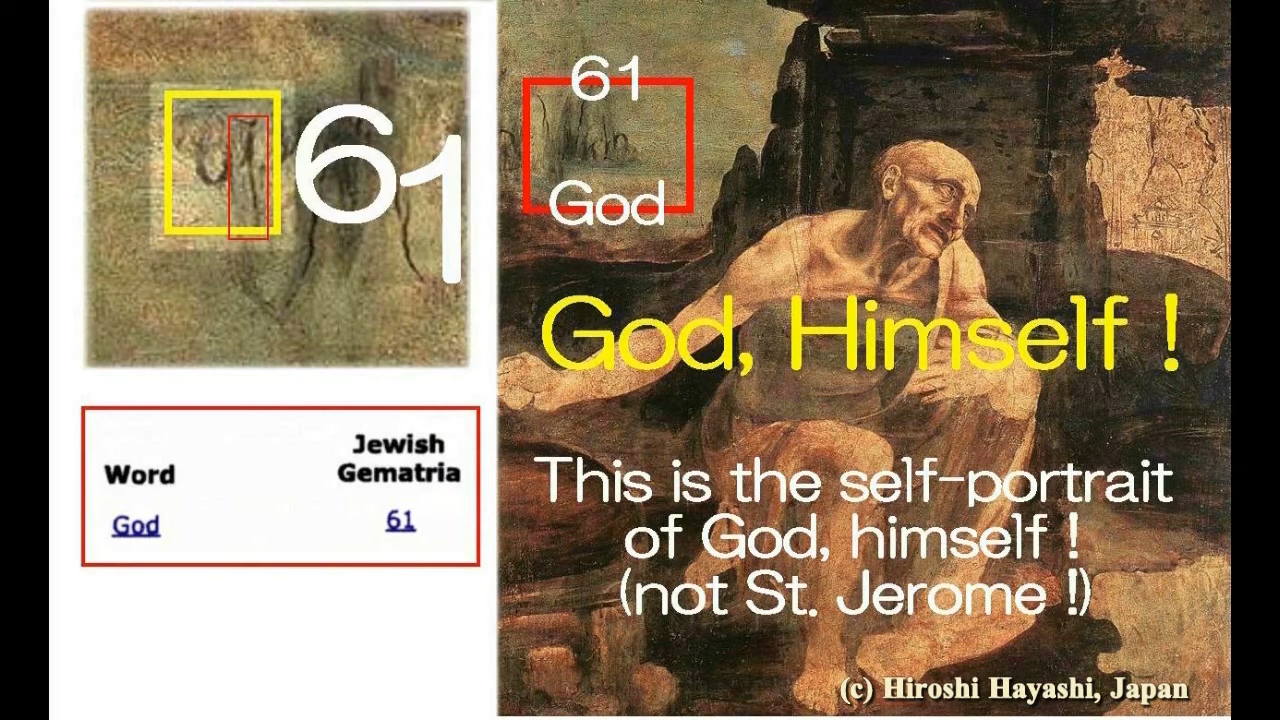 61
Word
Jewish
Gematria
God
61
61
God
God, Himself !
This is the self-portrait
of God, himself !
(not St. Jerome !)
(c) Hiroshi Hayashi, Japan